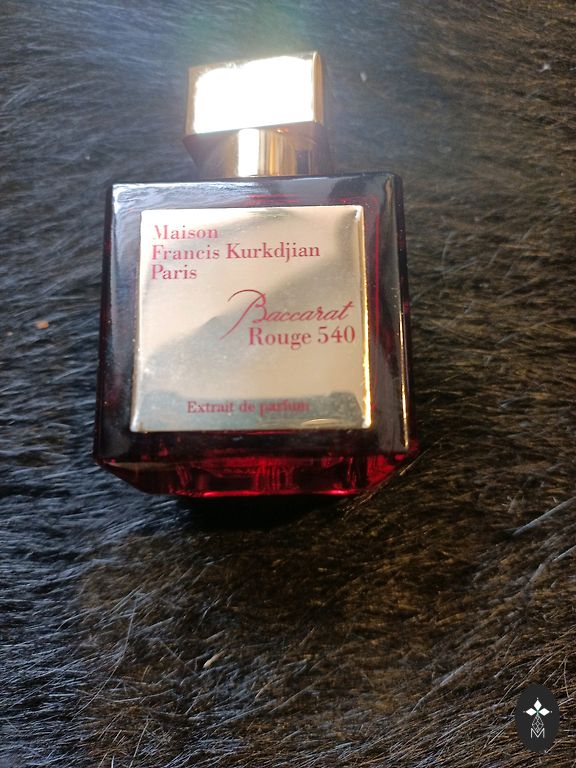 Maison
Francis Kurkdjian
Paris
Baccarat
Rouge 540
Extrait de parfum
M